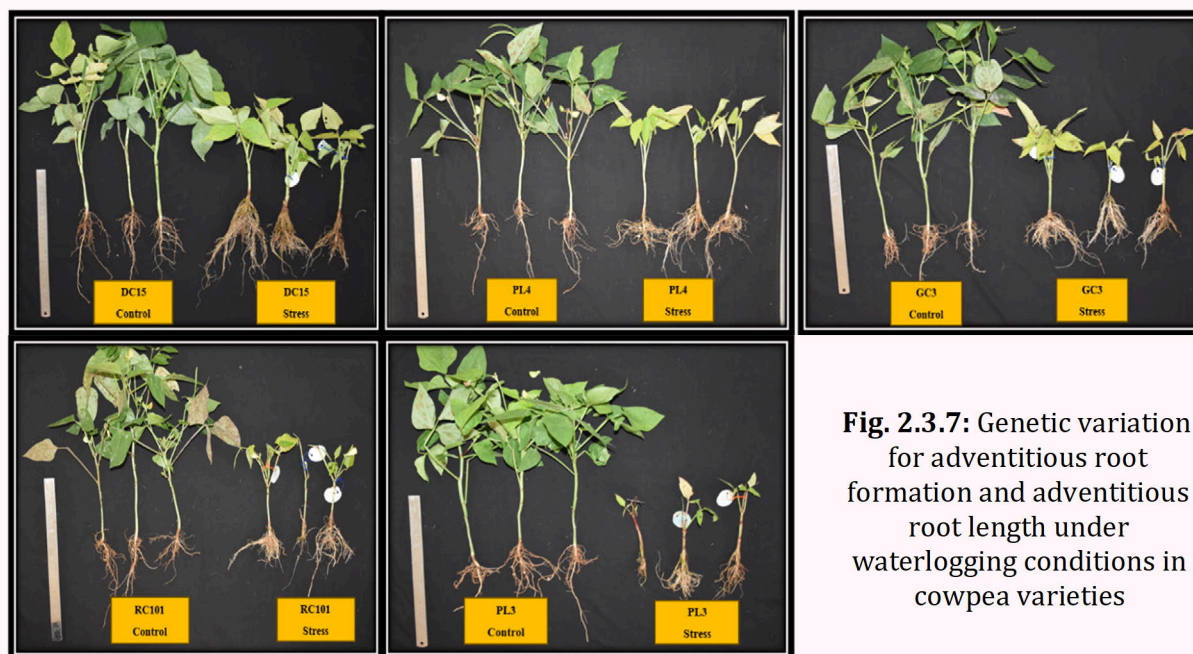 DC15
Control
DC15
Stress
PL4
Control
PL4
Stress
GC3
Control
GC3
Stress
RC101
Control
RC101
Stress
PL3
Control
PL3
Stress
Fig. 2.3.7: Genetic variation
for adventitious root
formation and adventitious
root length under
waterlogging conditions in
cowpea varieties